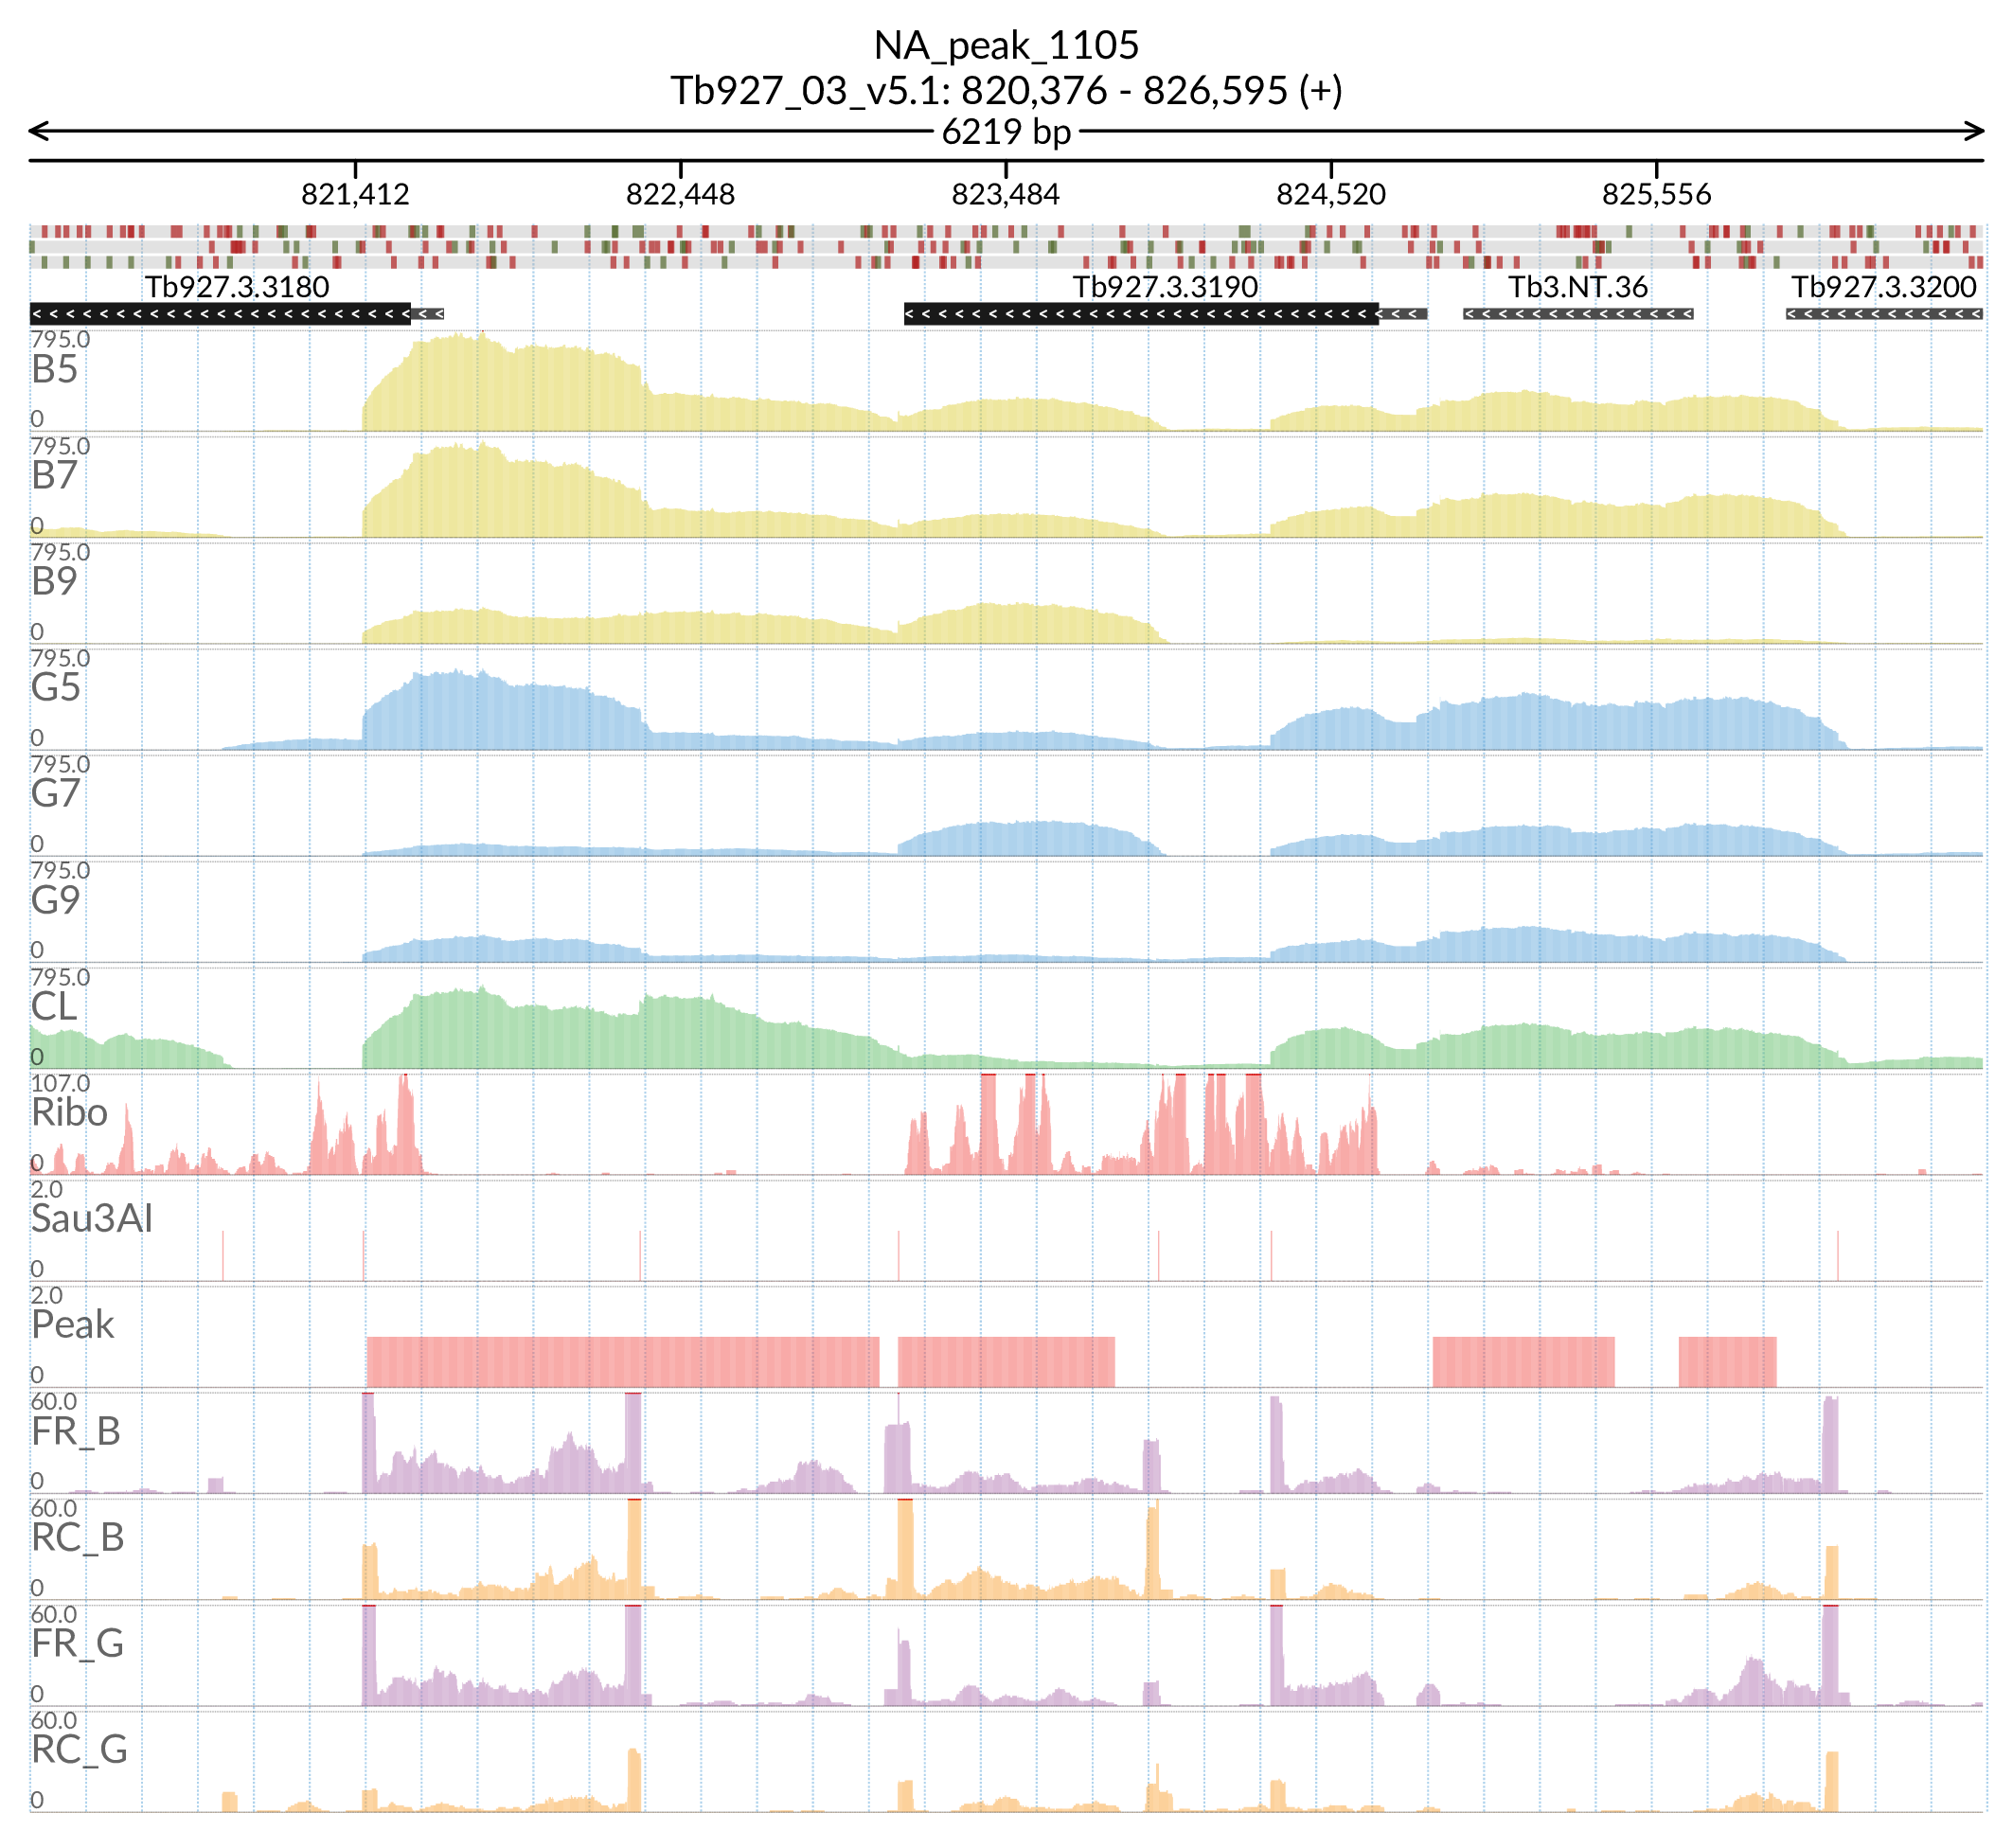 NA_peak_1105
Tb927_03_v5.1: 820,376 - 826,595 (+)
6219 bp
821,412 822,448 823,484 824,520 825,556
Tb927.3.3180 Tb927.3.3190 Tb3.NT.36 Tb927.3.3200
795.0
B5
0
795.0
B7
0
795.0
B9
0
795.0
G5
0
795.0
G7
0
795.0
G9
0
795.0
CL
0
107.0
Ribo
0
2.0
Sau3AI
0
2.0
Peak
0
60.0
FR_B
0
60.0
RC_B
0
60.0
FR_G
0
60.0
RC_G
0